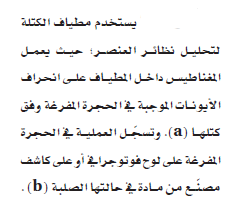 يستخدم مطياف الكتلة
لتحليل نظائر العنصر؛ حيث يعمل
المغناطيس داخل المطياف على انحراف
الأيونات الموجبة في الحجرة المفرغة وفق
كتلها (a). وتسجّل العملية في الحجرة
المفرغة على لوح فوتوجرافي أو على كاشف
مصنّع من مادة في حالتها الصلبة (b).